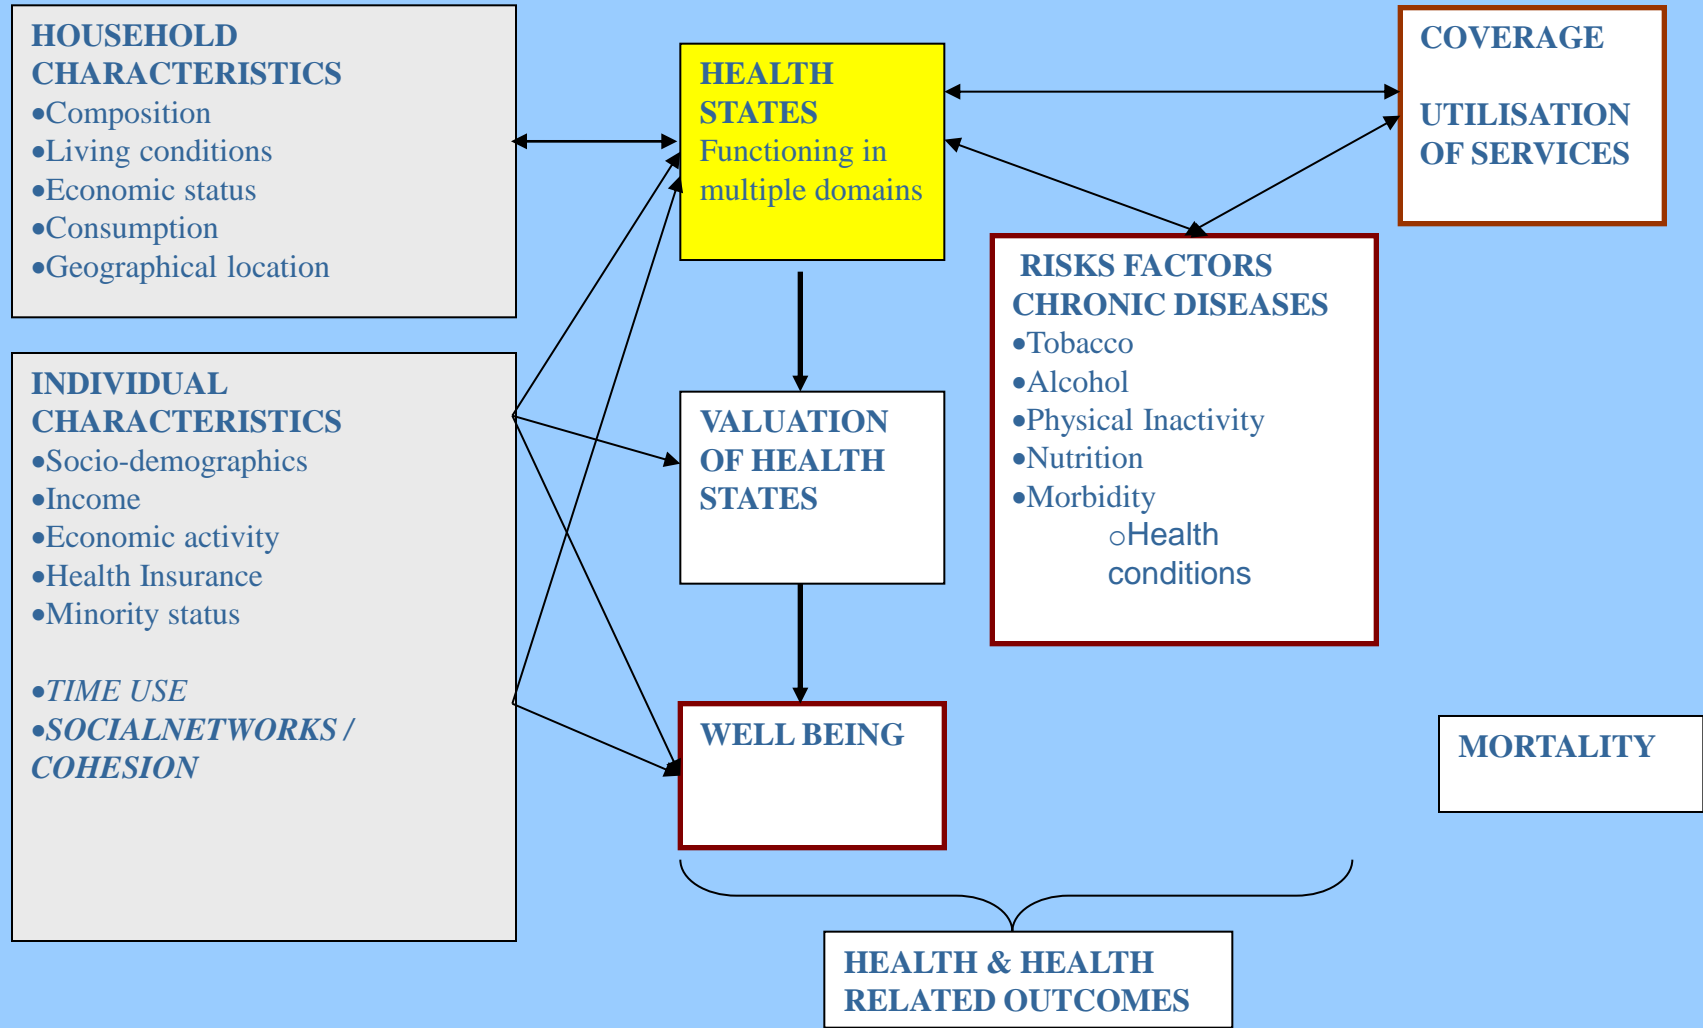 HOUSEHOLD
CHARACTERISTICS
•Composition
•Living conditions
•Economic status
•Consumption
•Geographical location
INDIVIDUAL
CHARACTERISTICS
•Socio-demographics
•Income
•Economic activity
•Health Insurance
•Minority status
•TIME USE
•SOCIALNETWORKS /
COHESION
HEALTH
STATES
Functioning in
multiple domains
VALUATION
OF HEALTH
STATES
WELL BEING
COVERAGE
UTILISATION
OF SERVICES
RISKS FACTORS
CHRONIC DISEASES
•Tobacco
•Alcohol
•Physical Inactivity
•Nutrition
•Morbidity
oHealth
conditions
MORTALITY
HEALTH & HEALTH
RELATED OUTCOMES